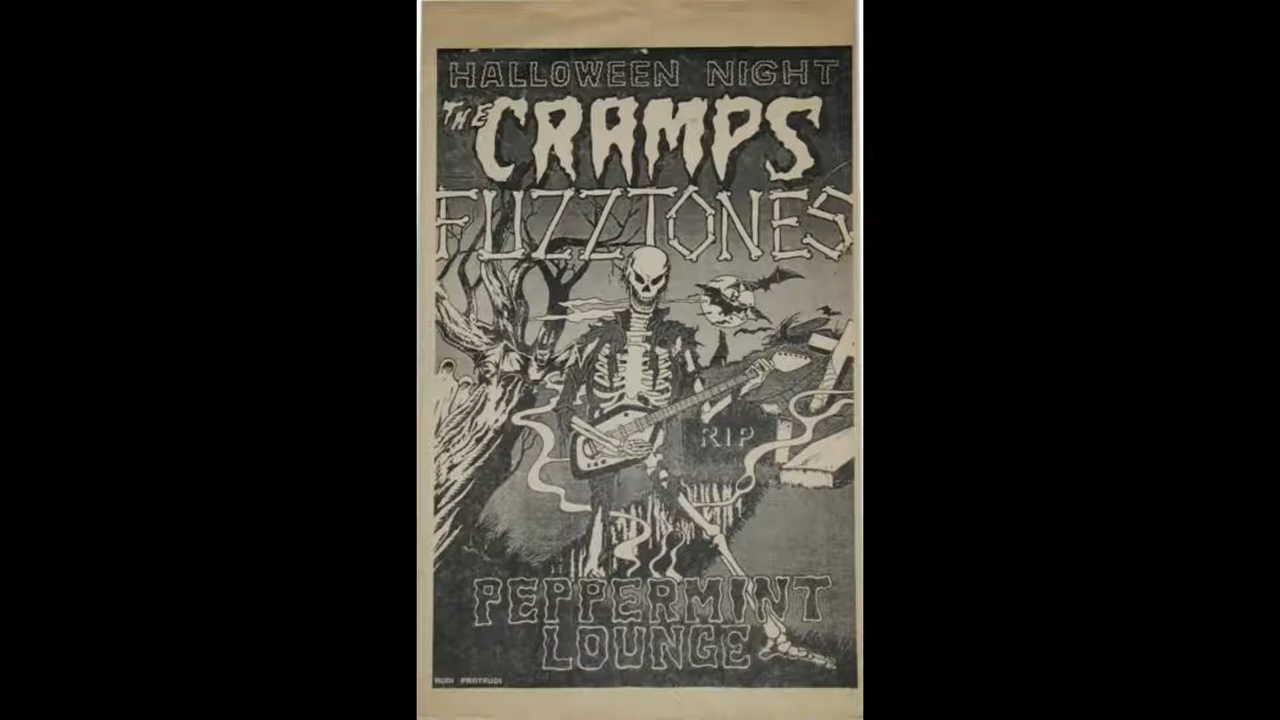 HALLOWEEN NIGHT
THE CRAMPS
FUZZTONES
RIP
PEPPERMINT
LOUNGE
RUDI PROTRUDI